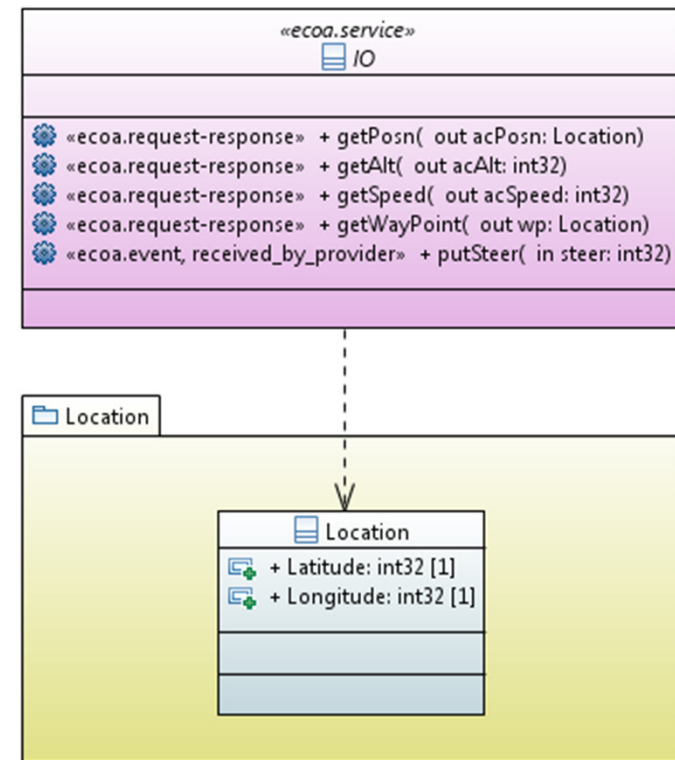 «ecoa.service»
IO
«ecoa.request-response» + getPosn( out acPosn: Location)
«ecoa.request-response» + getAlt( out acAlt: int32)
«ecoa.request-response» + getSpeed( out acSpeed: int32)
«ecoa.request-response» + getWayPoint( out wp: Location)
«ecoa.event, received_by_provider» + putSteer( in steer: int32)
Location
Location
+ Latitude: int32 [1]
+ Longitude: int32 [1]